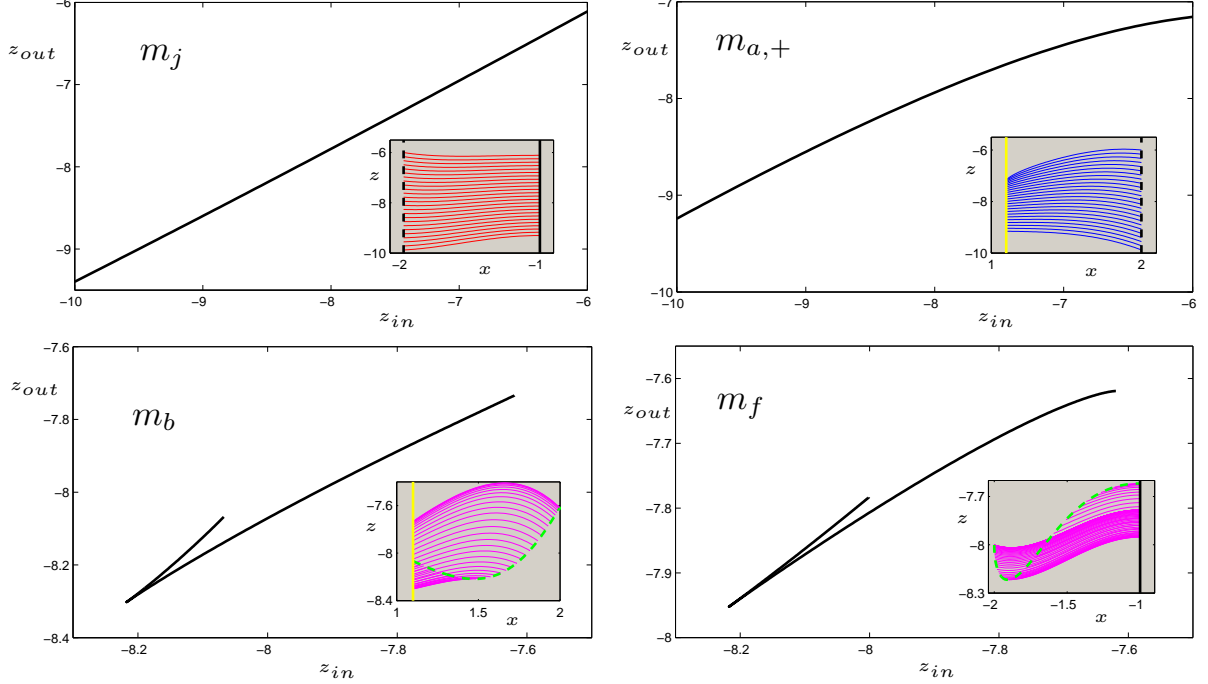 −6
z_out
m_j
−7
−8
−9
−10 −9 −8 −7 −6
z_in
−6
z
−8
−10
−2 −1
x
−7
z_out
m_{a,+}
−8
−9
−10
−10 −9 −8 −7 −6
z_in
−6
z
−8
−10
1 2
x
−7.6
z_out
m_b
−7.8
−8
−8.2
−8.4
−8.2 −8 −7.8 −7.6
z_in
−7.6
z
−8
−8.4
1 1.5 2
x
−7.6
z_out
m_f
−7.7
−7.8
−7.9
−8
−8.2 −8 −7.8 −7.6
z_in
−7.7
z
−8
−8.3
−2 −1.5 −1
x